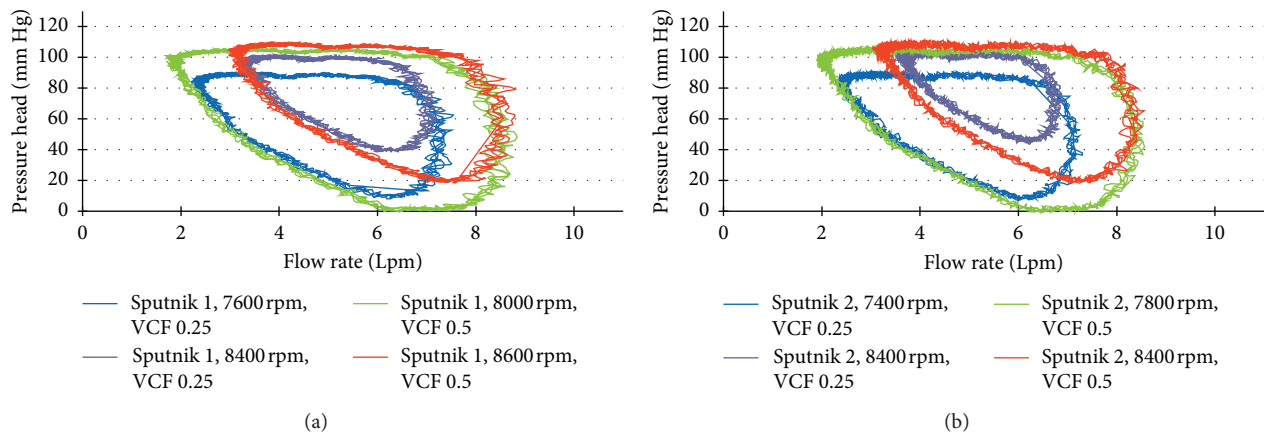 Pressure head (mm Hg)
120
100
80
60
40
20
0
0 2 4 6 8 10
Flow rate (Lpm)
Sputnik 1, 7600 rpm,
VCF 0.25
Sputnik 1, 8000 rpm,
VCF 0.5
Sputnik 1, 8400 rpm,
VCF 0.25
Sputnik 1, 8600 rpm,
VCF 0.5
(a)
Pressure head (mm Hg)
120
100
80
60
40
20
0
0 2 4 6 8 10
Flow rate (Lpm)
Sputnik 2, 7400 rpm,
VCF 0.25
Sputnik 2, 7800 rpm,
VCF 0.5
Sputnik 2, 8400 rpm,
VCF 0.25
Sputnik 2, 8400 rpm,
VCF 0.5
(b)